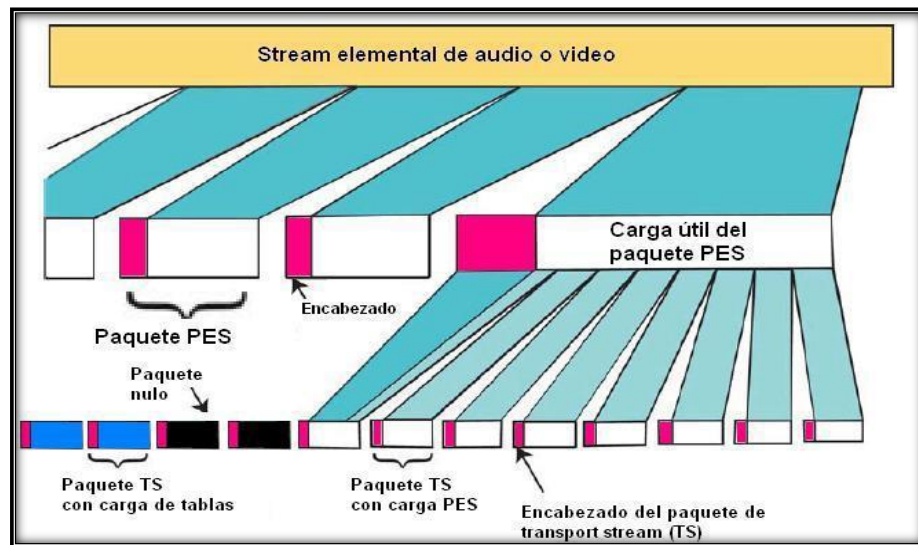 Stream elemental de audio o video
Carga útil del
paquete PES
Encabezado
Paquete PES
Paquete
nulo
Paquete TS
con carga de tablas
Paquete TS
con carga PES
Encabezado del paquete de
transport stream (TS)